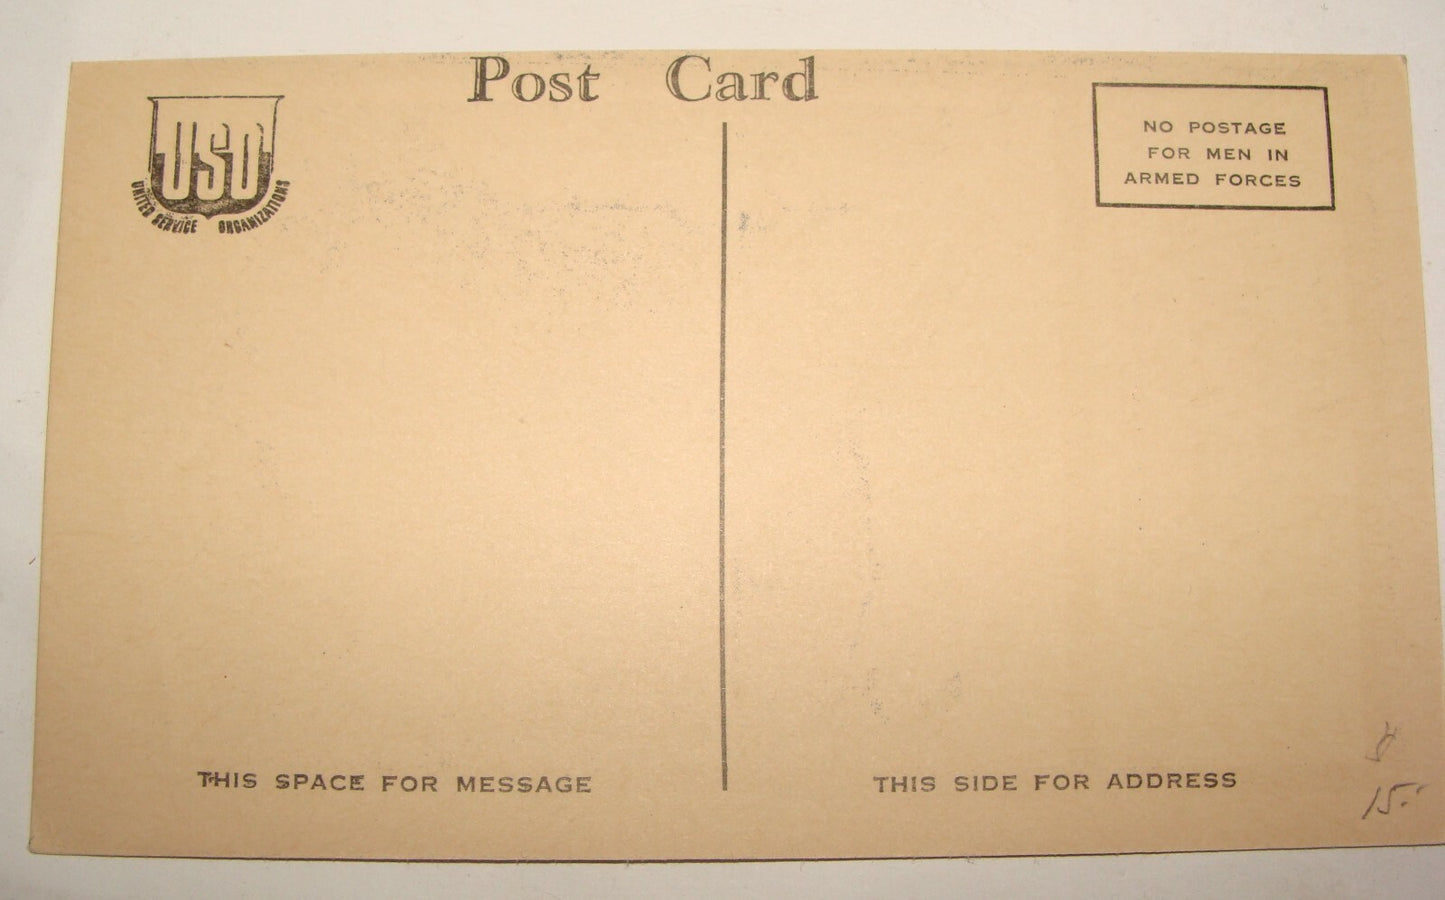 Post Card
USO
UNITED SERVICE ORGANIZATIONS
NO POSTAGE
FOR MEN IN
ARMED FORCES
THIS SPACE FOR MESSAGE
THIS SIDE FOR ADDRESS
15.-